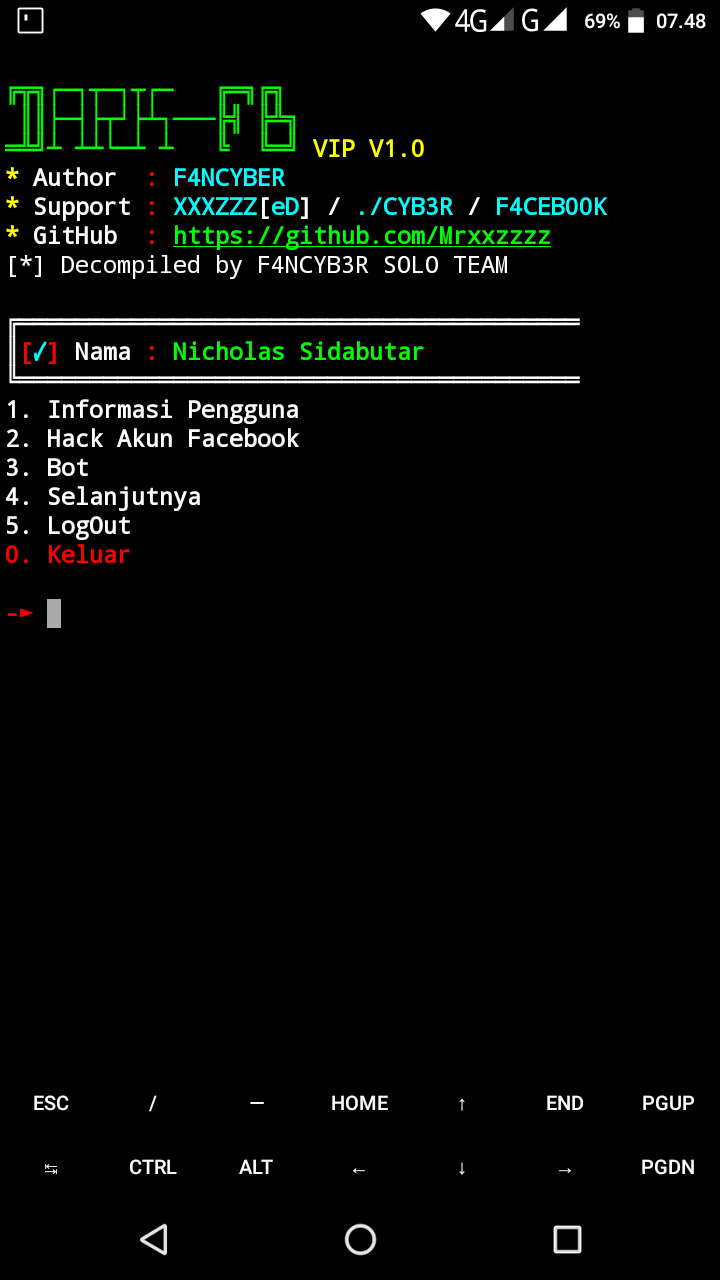 4G G 69% 07.48
DARK-FB VIP V1.0
* Author : F4NCYBER
* Support : XXXZZZ[eD] / ./CYB3R / F4CEB00K
* GitHub : https://github.com/Mrxxzzzz
[*] Decompiled by F4NCYB3R SOLO TEAM
[✓] Nama : Nicholas Sidabutar
1. Informasi Pengguna
2. Hack Akun Facebook
3. Bot
4. Selanjutnya
5. LogOut
0. Keluar
-►
ESC / — HOME ↑ END PGUP
↹ CTRL ALT ← ↓ → PGDN